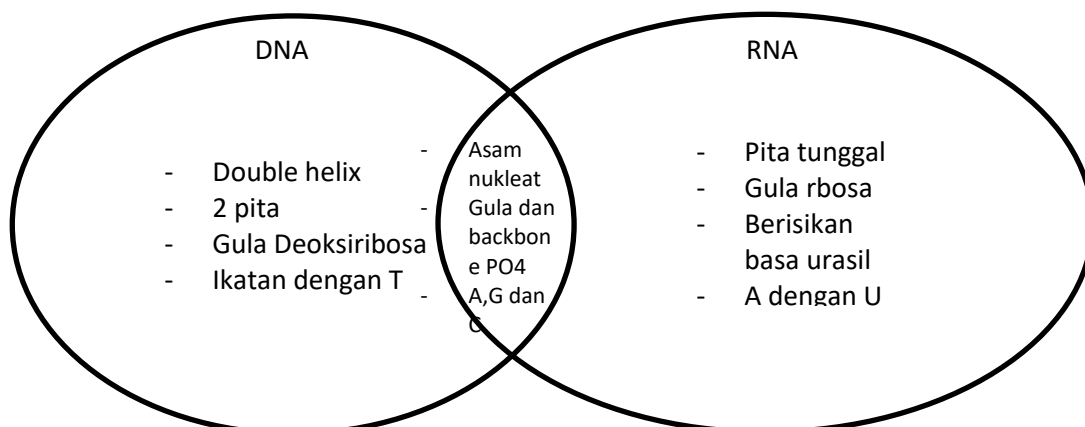 DNA
- Double helix
- 2 pita
- Gula Deoksiribosa
- Ikatan dengan T
- Asam
nukleat
- Gula dan
backbon
e PO4
- A,G dan
C
RNA
- Pita tunggal
- Gula rbosa
- Berisikan
basa urasil
- A dengan U